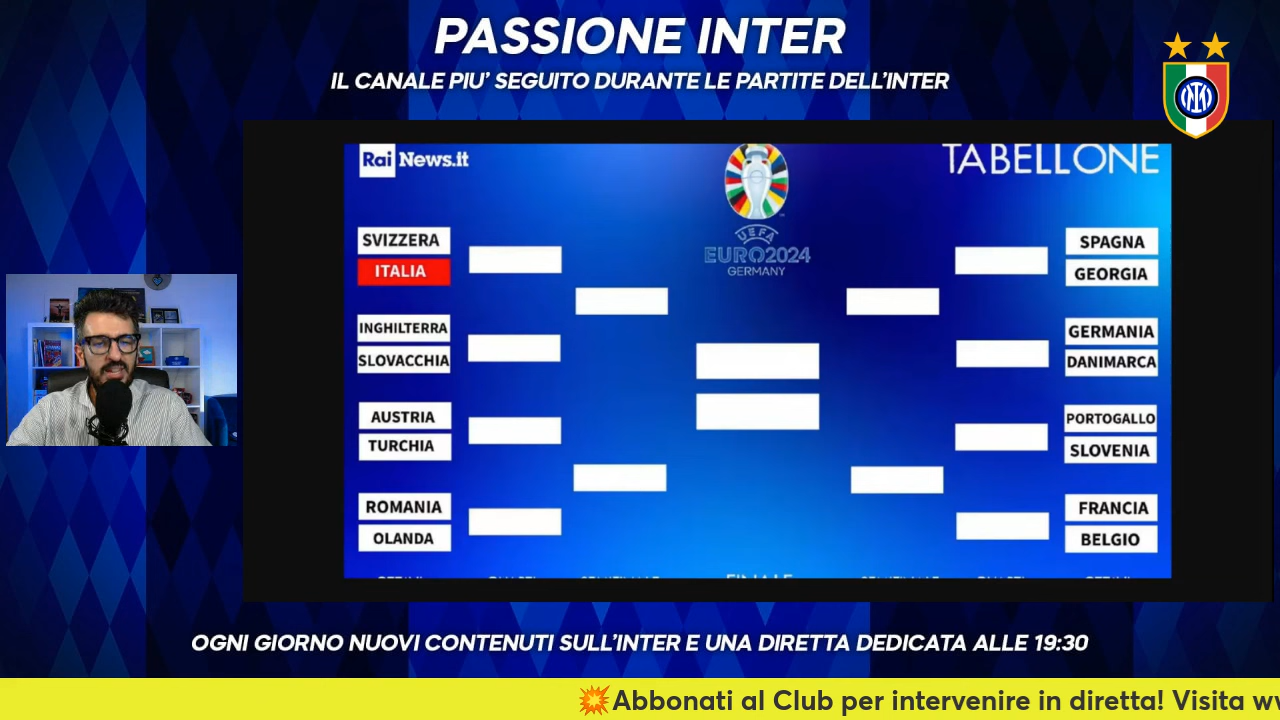 PASSIONE INTER
IL CANALE PIU' SEGUITO DURANTE LE PARTITE DELL'INTER
Rai News.it
TABELLONE
UEFA
EURO2024
GERMANY
SVIZZERA
ITALIA
INGHILTERRA
SLOVACCHIA
AUSTRIA
TURCHIA
ROMANIA
OLANDA
SPAGNA
GEORGIA
GERMANIA
DANIMARCA
PORTOGALLO
SLOVENIA
FRANCIA
BELGIO
FINALE
OGNI GIORNO NUOVI CONTENUTI SULL'INTER E UNA DIRETTA DEDICATA ALLE 19:30
💥Abbonati al Club per intervenire in diretta! Visita